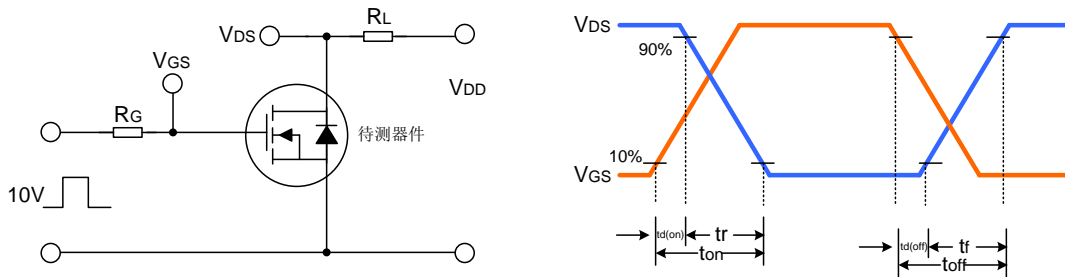 RL
VDS
VGS
VDD
RG
待测器件
10V
VDS
90%
10%
VGS
td(on)
tr
ton
td(off)
tf
toff